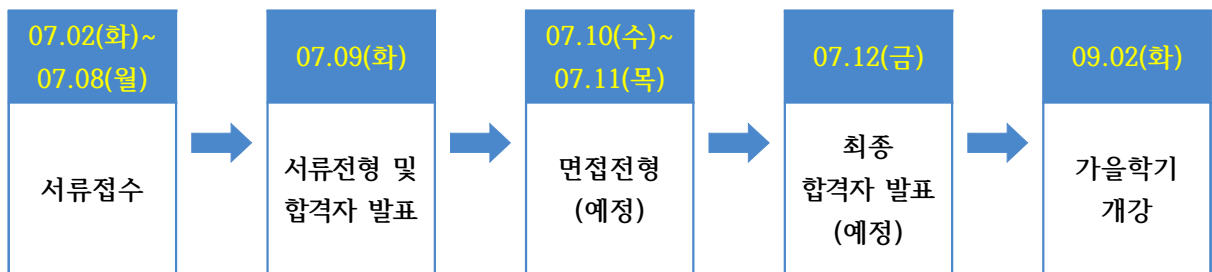 07.02(화)~
07.08(월)
서류접수
07.09(화)
서류전형 및
합격자 발표
07.10(수)~
07.11(목)
면접전형
(예정)
07.12(금)
최종
합격자 발표
(예정)
09.02(화)
가을학기
개강